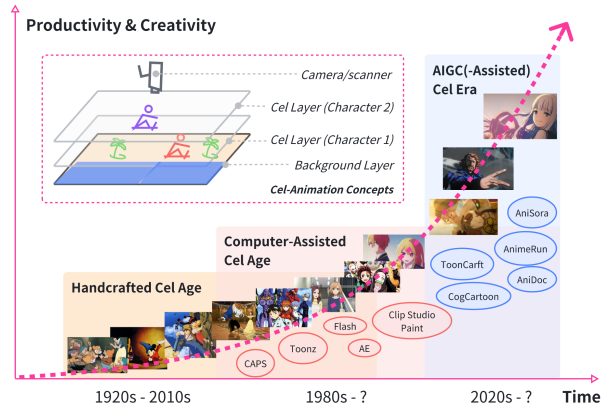 Productivity & Creativity
Camera/scanner
Cel Layer (Character 2)
Cel Layer (Character 1)
Background Layer
Cel-Animation Concepts
AIGC(-Assisted)
Cel Era
AniSora
AnimeRun
ToonCarft
AniDoc
CogCartoon
Computer-Assisted
Cel Age
Handcrafted Cel Age
Clip Studio
Paint
Flash
Toonz
AE
CAPS
1920s - 2010s
1980s - ?
2020s - ?
Time